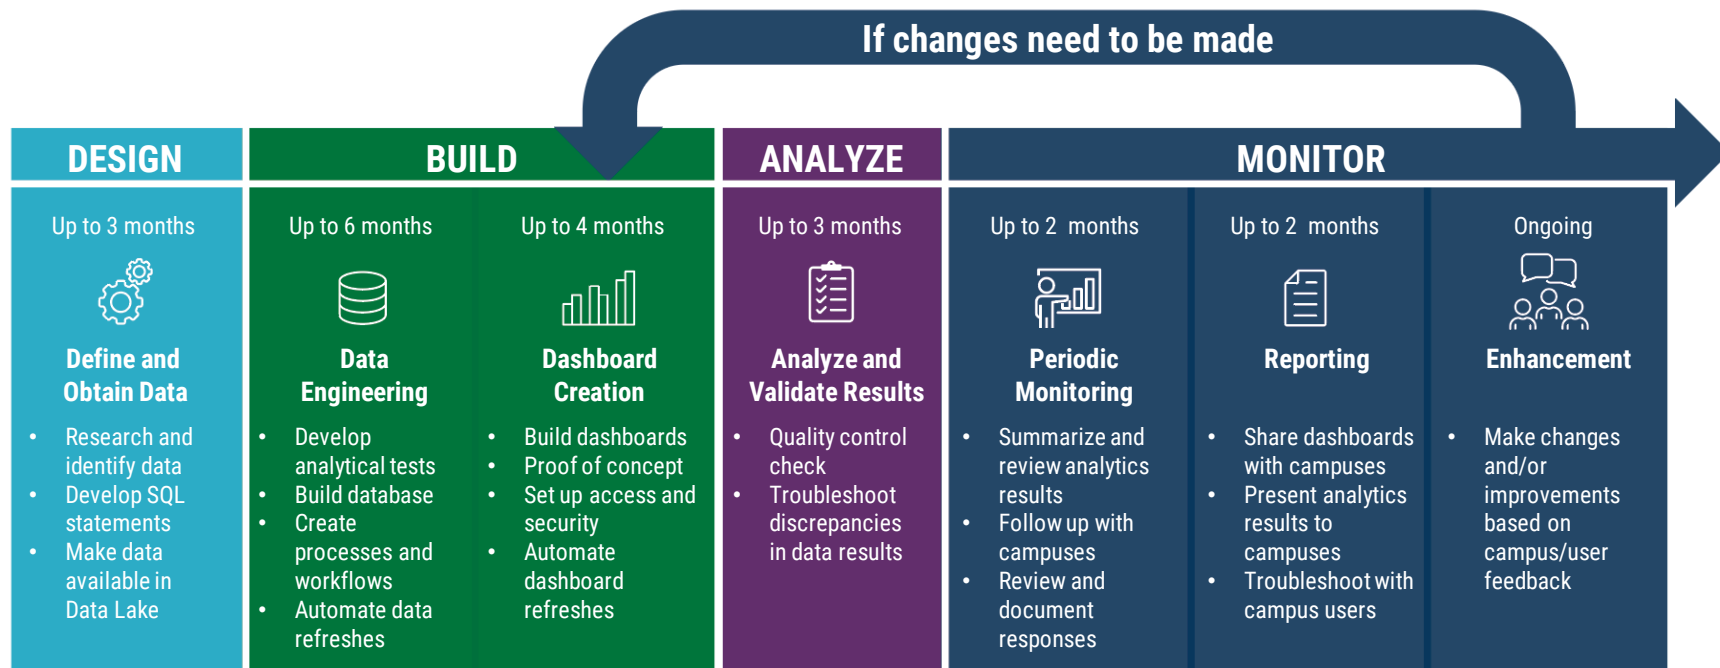 If changes need to be made
DESIGN
BUILD
ANALYZE
MONITOR
Up to 3 months
Define and
Obtain Data
• Research and
identify data
• Develop SQL
statements
• Make data
available in
Data Lake
Up to 6 months
Data
Engineering
• Develop
analytical tests
• Build database
• Create
processes and
workflows
• Automate data
refreshes
Up to 4 months
Dashboard
Creation
• Build dashboards
• Proof of concept
• Set up access and
security
• Automate
dashboard
refreshes
Up to 3 months
Analyze and
Validate Results
• Quality control
check
• Troubleshoot
discrepancies
in data results
Up to 2 months
Periodic
Monitoring
• Summarize and
review analytics
results
• Follow up with
campuses
• Review and
document
responses
Up to 2 months
Reporting
• Share dashboards
with campuses
• Present analytics
results to
campuses
• Troubleshoot with
campus users
Ongoing
Enhancement
• Make changes
and/or
improvements
based on
campus/user
feedback